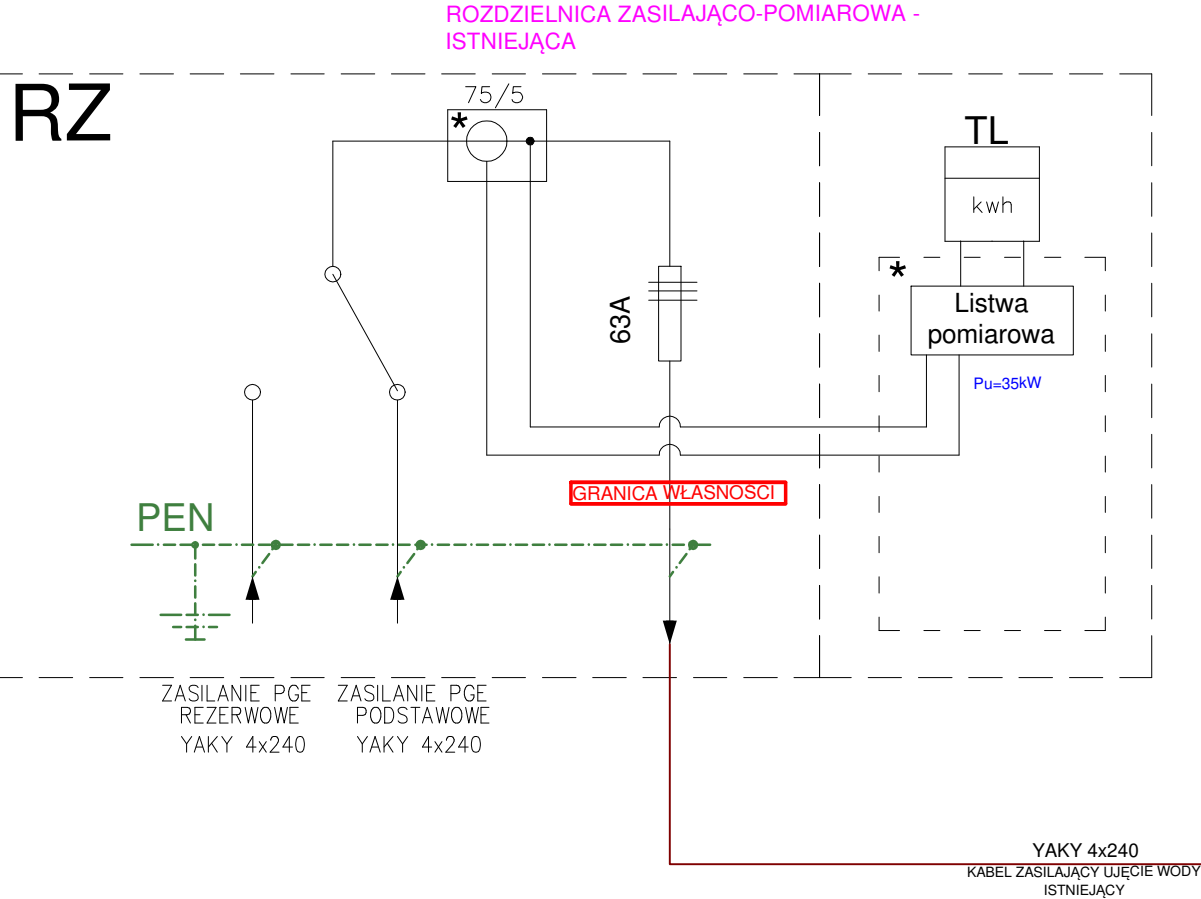 ROZDZIELNICA ZASILAJĄCO-POMIAROWA -
ISTNIEJĄCA
RZ
75/5
*
TL
kwh
*
Listwa
pomiarowa
Pu=35kW
63A
GRANICA WŁASNOŚCI
PEN
ZASILANIE PGE
REZERWOWE
YAKY 4x240
ZASILANIE PGE
PODSTAWOWE
YAKY 4x240
YAKY 4x240
KABEL ZASILAJĄCY UJĘCIE WODY
ISTNIEJĄCY